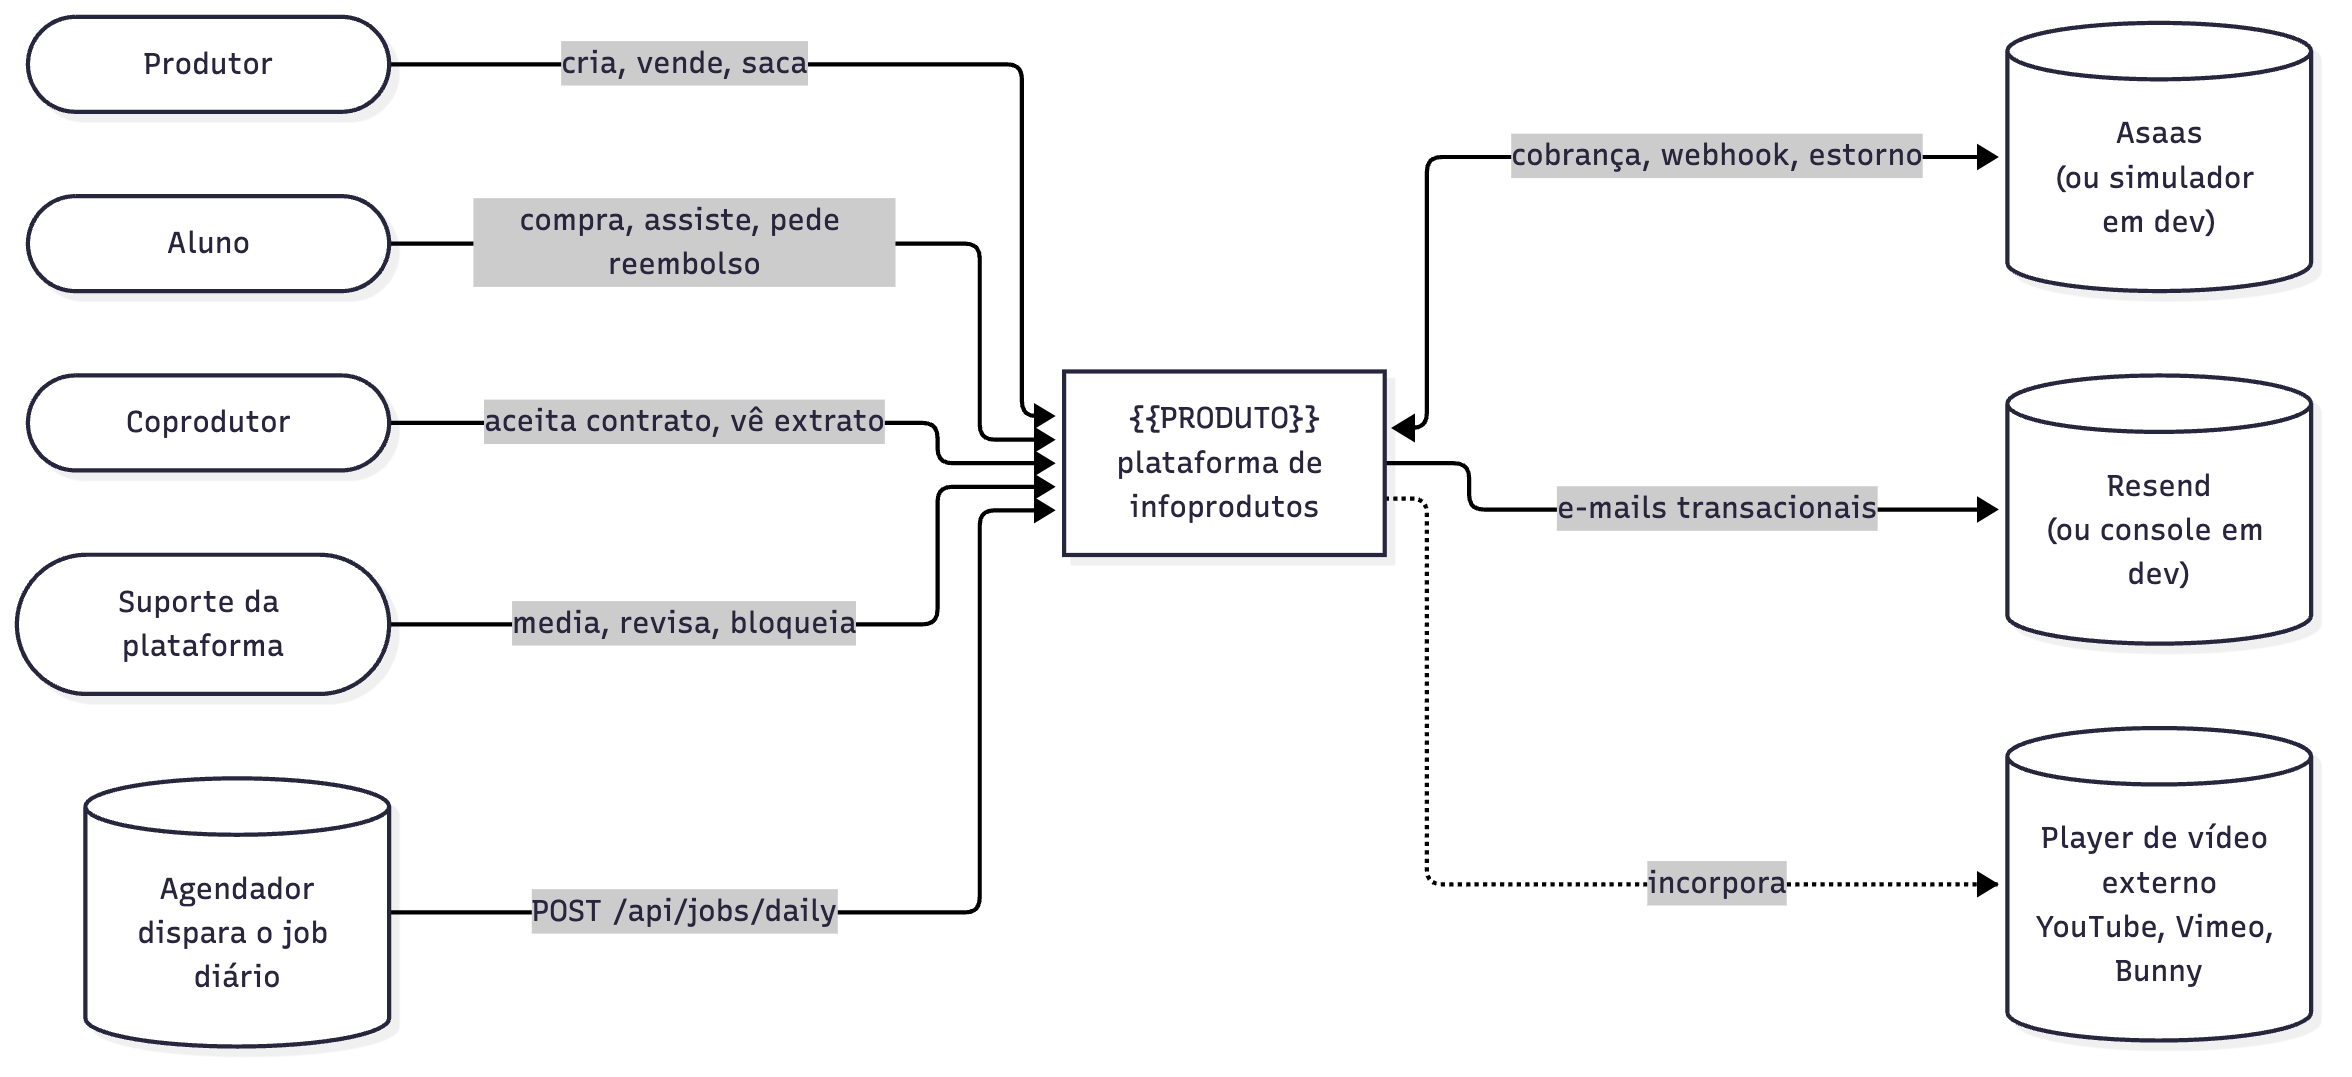 Produtor
cria, vende, saca
Aluno
compra, assiste, pede
reembolso
Coprodutor
aceita contrato, vê extrato
Suporte da
plataforma
media, revisa, bloqueia
Agendador
dispara o job
diário
POST /api/jobs/daily
{{PRODUTO}}
plataforma de
infoprodutos
cobrança, webhook, estorno
Asaas
(ou simulador
em dev)
e-mails transacionais
Resend
(ou console em
dev)
incorpora
Player de vídeo
externo
YouTube, Vimeo,
Bunny